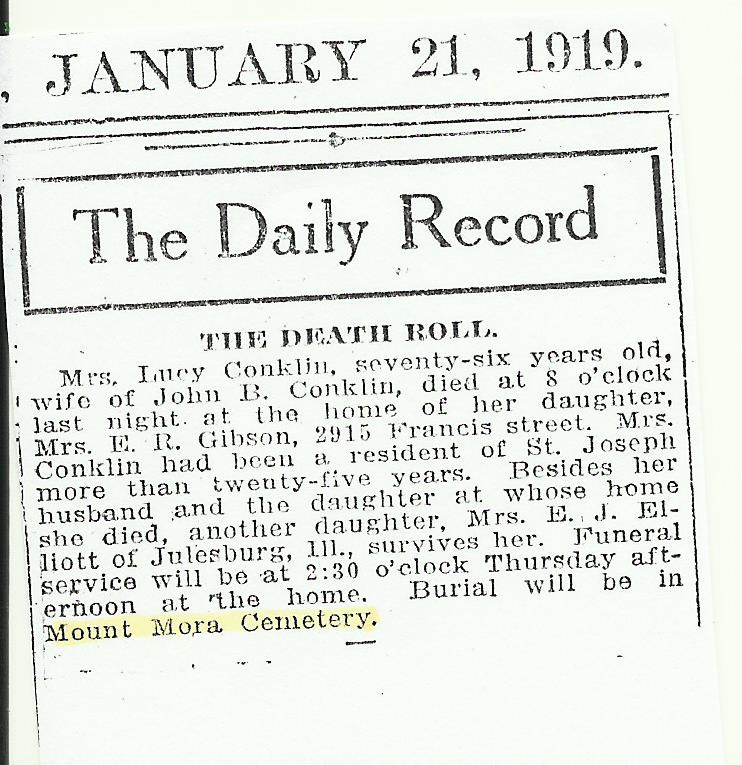 , JANUARY 21, 1919.
The Daily Record
THE DEATH ROLL.
Mrs. Lucy Conklin, seventy-six years old,
wife of John B. Conklin, died at 8 o'clock
last night at the home of her daughter,
Mrs. E. R. Gibson, 2915 Francis street. Mrs.
Conklin had been a resident of St. Joseph
more than twenty-five years. Besides her
husband and the daughter at whose home
she died, another daughter, Mrs. E. J. El-
liott of Julesburg, Ill., survives her. Funeral
service will be at 2:30 o'clock Thursday aft-
ernoon at the home. Burial will be in
Mount Mora Cemetery.